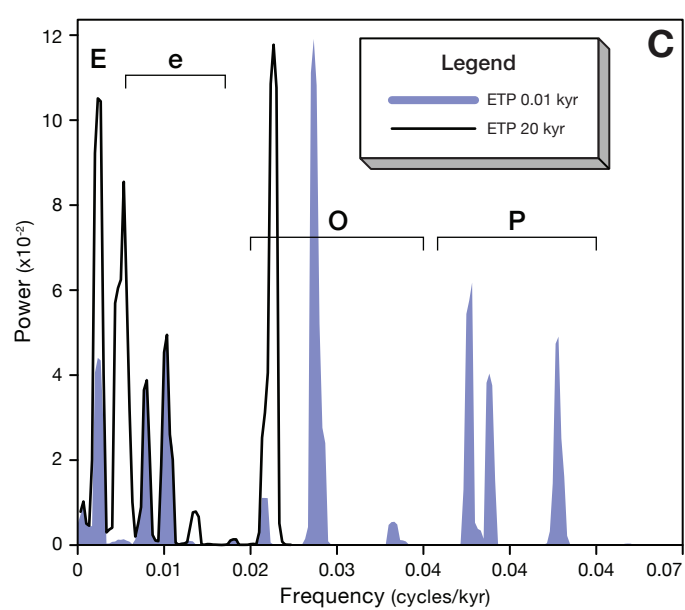 C
Legend
ETP 0.01 kyr
ETP 20 kyr
E
e
O
P
12
10
8
6
4
2
0
Power (x10⁻²)
0 0.01 0.02 0.03 0.04 0.04 0.04 0.07
Frequency (cycles/kyr)